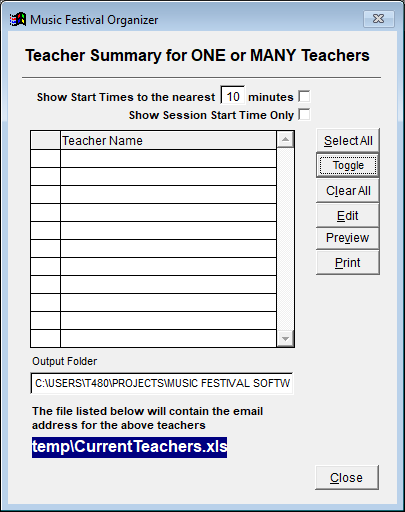 Music Festival Organizer
Teacher Summary for ONE or MANY Teachers
Show Start Times to the nearest 10 minutes
Show Session Start Time Only
Teacher Name
Select All
Toggle
Clear All
Edit
Preview
Print
Output Folder
C:\USERS\T480\PROJECTS\MUSIC FESTIVAL SOFTW
The file listed below will contain the email
address for the above teachers
temp\CurrentTeachers.xls
Close